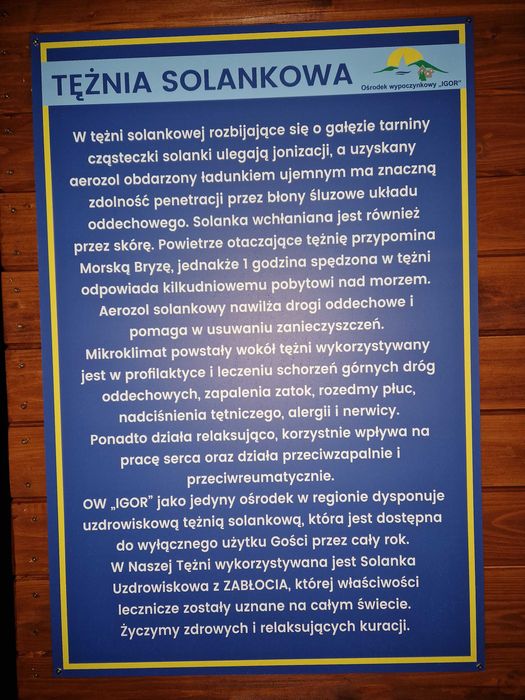 TĘŻNIA SOLANKOWA
Ośrodek wypoczynkowy „IGOR”
W tężni solankowej rozbijające się o gałęzie tarniny
cząsteczki solanki ulegają jonizacji, a uzyskany
aerozol obdarzony ładunkiem ujemnym ma znaczną
zdolność penetracji przez błony śluzowe układu
oddechowego. Solanka wchłaniana jest również
przez skórę. Powietrze otaczające tężnię przypomina
Morską Bryzę, jednakże 1 godzina spędzona w tężni
odpowiada kilkudniowemu pobytowi nad morzem.
Aerozol solankowy nawilża drogi oddechowe i
pomaga w usuwaniu zanieczyszczeń.
Mikroklimat powstały wokół tężni wykorzystywany
jest w profilaktyce i leczeniu schorzeń górnych dróg
oddechowych, zapalenia zatok, rozedmy płuc,
nadciśnienia tętniczego, alergii i nerwicy.
Ponadto działa relaksująco, korzystnie wpływa na
pracę serca oraz działa przeciwzapalnie i
przeciwreumatycznie.
OW „IGOR” jako jedyny ośrodek w regionie dysponuje
uzdrowiskową tężnią solankową, która jest dostępna
do wyłącznego użytku Gości przez cały rok.
W Naszej Tężni wykorzystywana jest Solanka
Uzdrowiskowa z ZABŁOCIA, której właściwości
lecznicze zostały uznane na całym świecie.
Życzymy zdrowych i relaksujących kuracji.